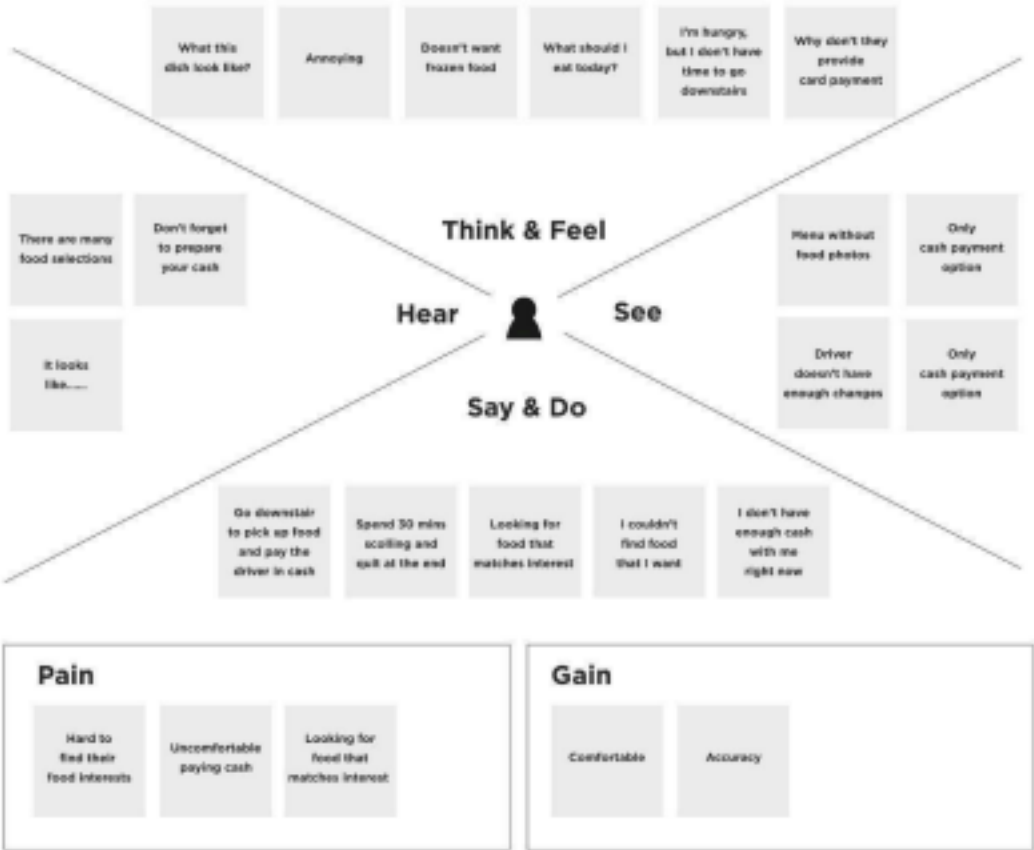 What this
dish look like?
Annoying
Doesn't want
frozen food
What should I
eat today?
I'm hungry,
but I don't have
time to go
downstairs
Why don't they
provide
card payment
Think & Feel
There are many
food selections
Don't forget
to prepare
your cash
It looks
like.....
Hear
See
Menu without
food photos
Only
cash payment
option
Driver
doesn't have
enough changes
Only
cash payment
option
Say & Do
Go downstair
to pick up food
and pay the
driver in cash
Spend 30 mins
scolling and
quit at the end
Looking for
food that
matches interest
I couldn't
find food
that I want
I don't have
enough cash
with me
right now
Pain
Hard to
find their
food interests
Uncomfortable
paying cash
Looking for
food that
matches interest
Gain
Comfortable
Accuracy